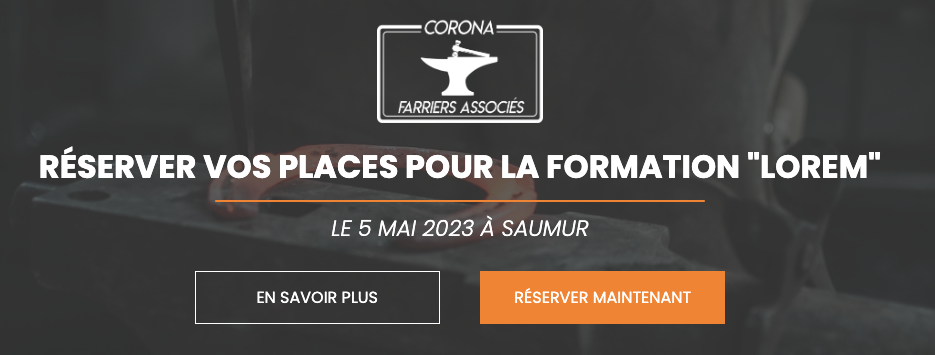 CORONA
FARRIERS ASSOCIÉS
RÉSERVER VOS PLACES POUR LA FORMATION "LOREM"
LE 5 MAI 2023 À SAUMUR
EN SAVOIR PLUS
RÉSERVER MAINTENANT